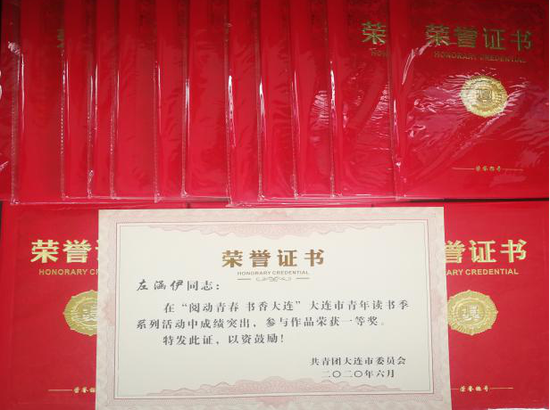 荣誉证书
HONORARY CREDENTIAL
荣誉证书
HONORARY CREDENTIAL
誉证书
CREDENTIAL
荣誉证书
HONORARY CREDENTIAL
左涵伊同志：
在“阅动青春 书香大连”大连市青年读书季
系列活动中成绩突出，参与作品荣获一等奖。
特发此证，以资鼓励！
共青团大连市委员会
二〇二〇年六月